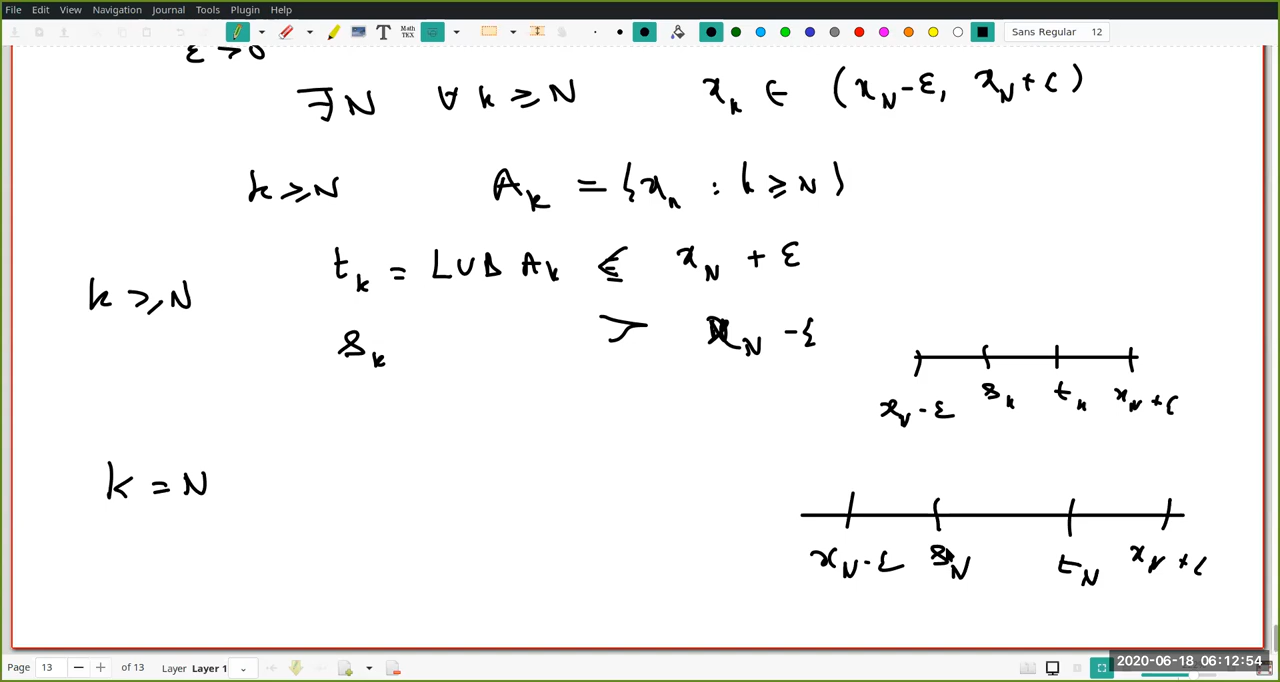 File Edit View Navigation Journal Tools Plugin Help
Math TEX Sans Regular 12
ε > 0
∃ N ∀ k ≥ N x_k ∈ (x_N - ε, x_N + ε)
k ≥ N A_k = {x_n : k ≥ N}
t_k = LUB A_k ≤ x_N + ε
k ≥ N
s_k > x_N - ε
x_N - ε s_k t_k x_N + ε
k = N
x_N - ε s_N t_N x_N + ε
Page 13 of 13 Layer Layer 1
2020-06-18 06:12:54